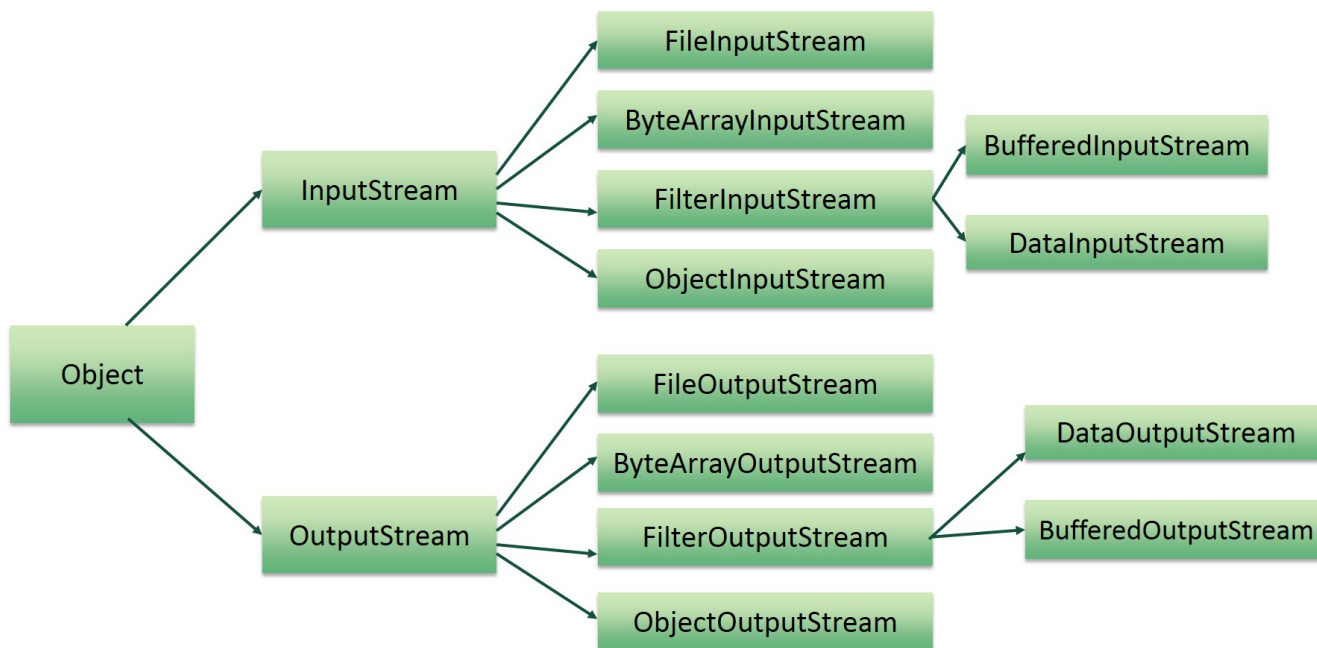 FileInputStream
ByteArrayInputStream
BufferedInputStream
InputStream
FilterInputStream
DataInputStream
ObjectInputStream
Object
FileOutputStream
DataOutputStream
ByteArrayOutputStream
OutputStream
FilterOutputStream
BufferedOutputStream
ObjectOutputStream